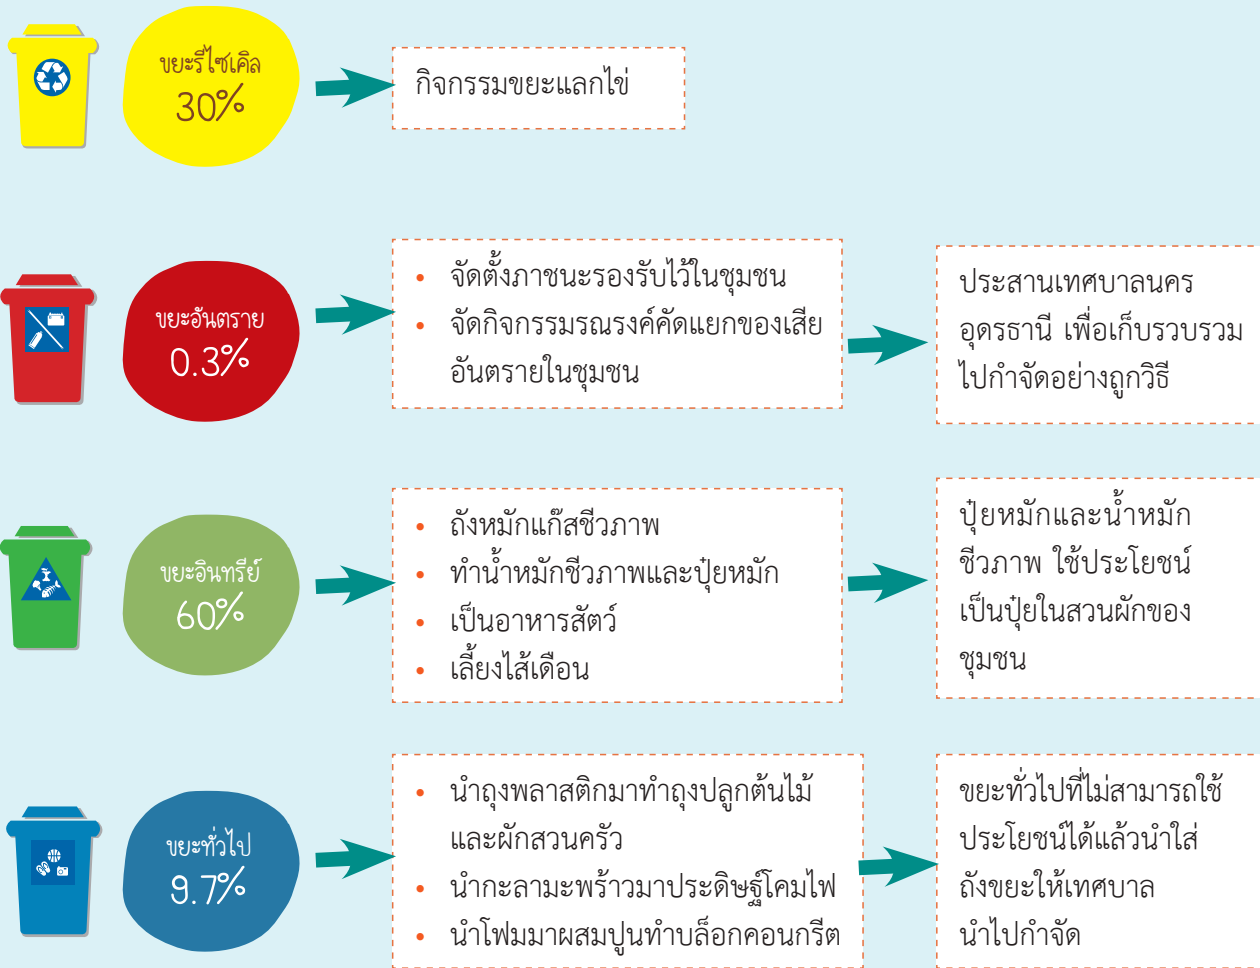 ขยะรีไซเคิล
30%
กิจกรรมขยะแลกไข่
ขยะอันตราย
0.3%
• จัดตั้งภาชนะรองรับไว้ในชุมชน
• จัดกิจกรรมรณรงค์คัดแยกของเสีย
อันตรายในชุมชน
ประสานเทศบาลนคร
อุดรธานี เพื่อเก็บรวบรวม
ไปกำจัดอย่างถูกวิธี
ขยะอินทรีย์
60%
• ถังหมักแก๊สชีวภาพ
• ทำน้ำหมักชีวภาพและปุ๋ยหมัก
• เป็นอาหารสัตว์
• เลี้ยงไส้เดือน
ปุ๋ยหมักและน้ำหมัก
ชีวภาพ ใช้ประโยชน์
เป็นปุ๋ยในสวนผักของ
ชุมชน
ขยะทั่วไป
9.7%
• นำถุงพลาสติกมาทำถุงปลูกต้นไม้
และผักสวนครัว
• นำกะลามะพร้าวมาประดิษฐ์โคมไฟ
• นำโฟมมาผสมปูนทำบล็อกคอนกรีต
ขยะทั่วไปที่ไม่สามารถใช้
ประโยชน์ได้แล้วนำใส่
ถังขยะให้เทศบาล
นำไปกำจัด